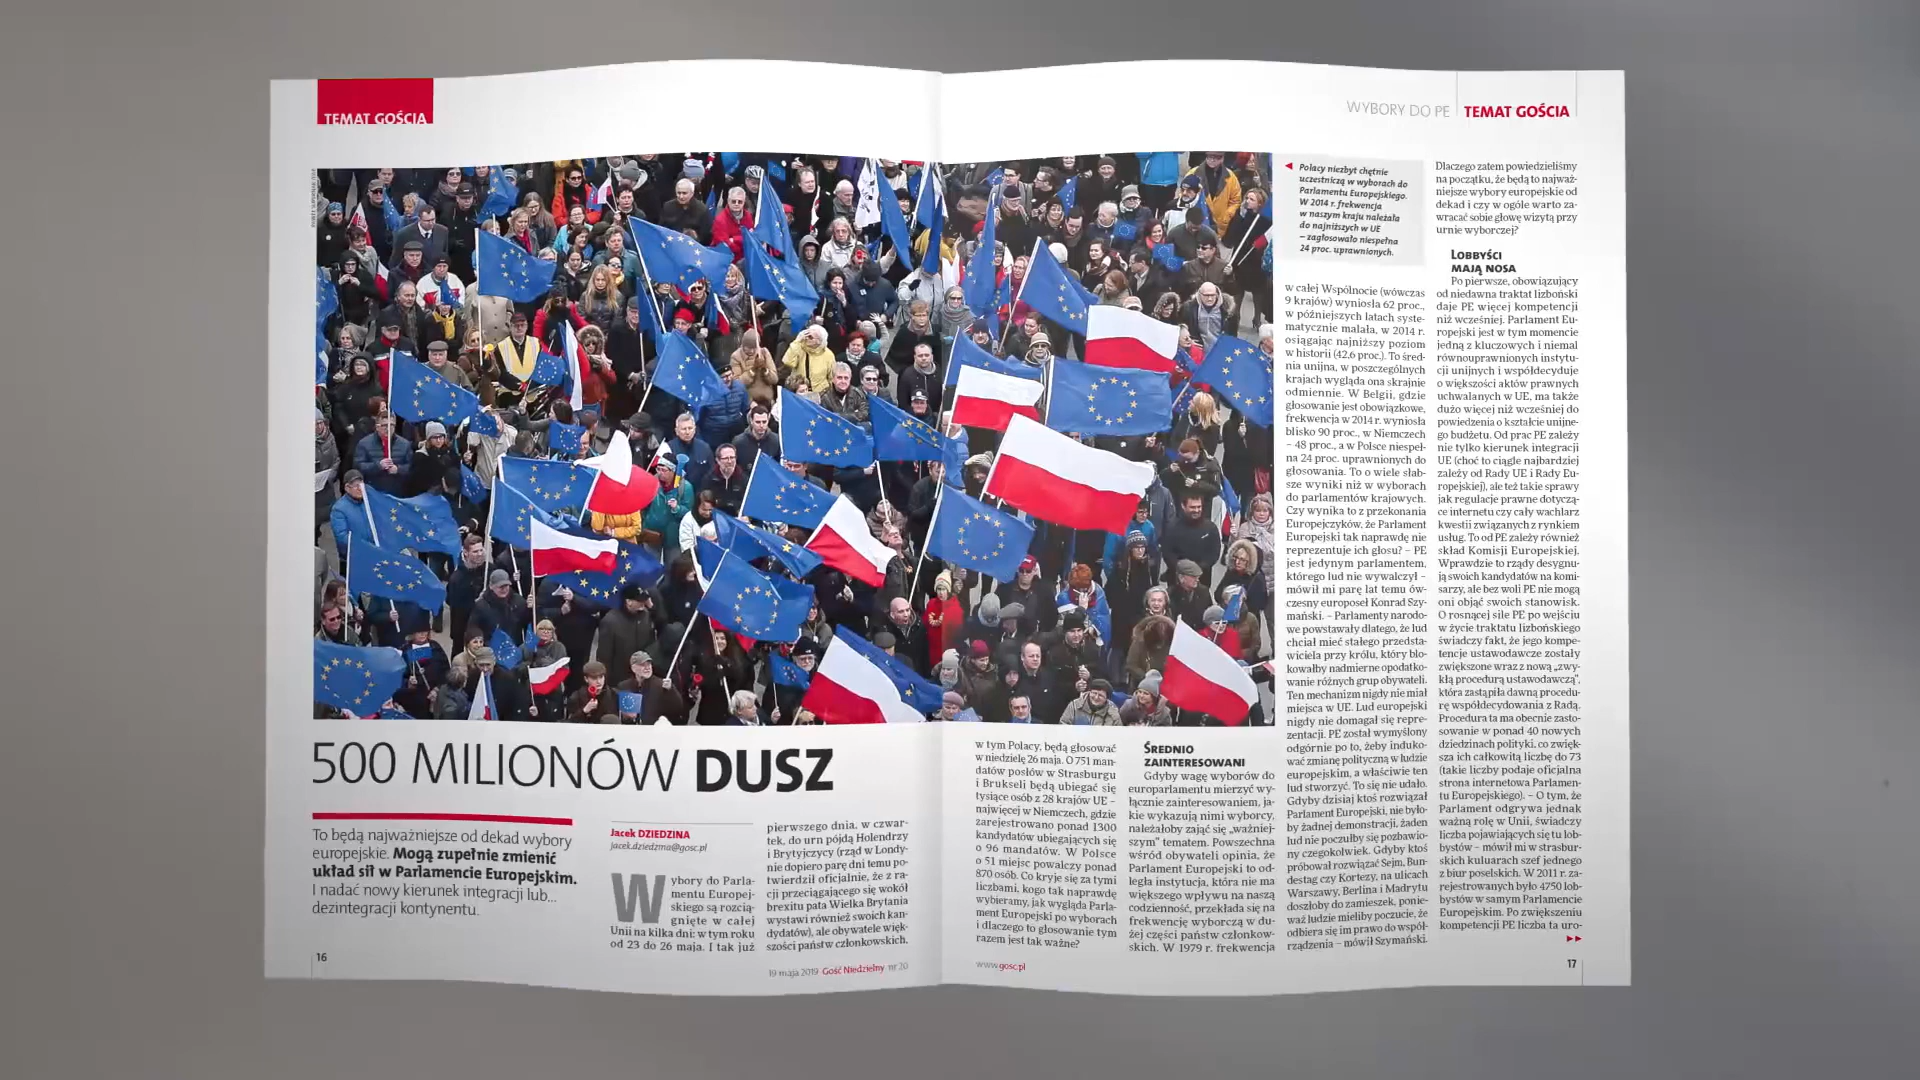 TEMAT GOŚCIA
WYBORY DO PE
TEMAT GOŚCIA
500 MILIONÓW DUSZ
To będą najważniejsze od dekad wybory
europejskie. Mogą zupełnie zmienić
układ sił w Parlamencie Europejskim.
I nadać nowy kierunek integracji lub...
dezintegracji kontynentu.
Jacek DZIEDZINA
jacek.dziedzina@gosc.pl
Wybory do Parla-
mentu Europej-
skiego są rozcią-
gnięte w całej
Unii na kilka dni: w tym roku
od 23 do 26 maja. I tak już
pierwszego dnia, w czwar-
tek, do urn pójdą Holendrzy
i Brytyjczycy (rząd w Londy-
nie dopiero parę dni temu po-
twierdził oficjalnie, że z ra-
cji przeciągającego się wokół
brexitu pata Wielka Brytania
wystawi również swoich kan-
dydatów), ale obywatele więk-
szości państw członkowskich,
16
19 maja 2019 Gość Niedzielny nr 20
w tym Polacy, będą głosować
w niedzielę 26 maja. O 751 man-
datów posłów w Strasburgu
i Brukseli będą ubiegać się
tysiące osób z 28 krajów UE –
najwięcej w Niemczech, gdzie
zarejestrowano ponad 1300
kandydatów ubiegających się
o 96 mandatów. W Polsce
o 51 miejsc powalczy ponad
870 osób. Co kryje się za tymi
liczbami, kogo tak naprawdę
wybieramy, jak wygląda Parla-
ment Europejski po wyborach
i dlaczego to głosowanie tym
razem jest tak ważne?
ŚREDNIO
ZAINTERESOWANI
Gdyby wagę wyborów do
europarlamentu mierzyć wy-
łącznie zainteresowaniem, ja-
kie wykazują nimi wyborcy,
należałoby zająć się „ważniej-
szym” tematem. Powszechna
wśród obywateli opinia, że
Parlament Europejski to od-
legła instytucja, która nie ma
większego wpływu na naszą
codzienność, przekłada się na
frekwencję wyborczą w du-
żej części państw członkow-
skich. W 1979 r. frekwencja
Polacy niezbyt chętnie
uczestniczą w wyborach do
Parlamentu Europejskiego.
W 2014 r. frekwencja
w naszym kraju należała
do najniższych w UE
– zagłosowało niespełna
24 proc. uprawnionych.
w całej Wspólnocie (wówczas
9 krajów) wyniosła 62 proc.,
w późniejszych latach syste-
matycznie malała, w 2014 r.
osiągając najniższy poziom
w historii (42,6 proc.). To śred-
nia unijna, w poszczególnych
krajach wygląda ona skrajnie
odmiennie. W Belgii, gdzie
głosowanie jest obowiązkowe,
frekwencja w 2014 r. wyniosła
blisko 90 proc., w Niemczech
– 48 proc., a w Polsce niespeł-
na 24 proc. uprawnionych do
głosowania. To o wiele słab-
sze wyniki niż w wyborach
do parlamentów krajowych.
Czy wynika to z przekonania
Europejczyków, że Parlament
Europejski tak naprawdę nie
reprezentuje ich głosu? – PE
jest jedynym parlamentem,
którego lud nie wywalczył –
mówił mi parę lat temu ów-
czesny europoseł Konrad Szy-
mański. – Parlamenty narodo-
we powstawały dlatego, że lud
chciał mieć stałego przedsta-
wiciela przy królu, który blo-
kowałby nadmierne opodatko-
wanie różnych grup obywateli.
Ten mechanizm nigdy nie miał
miejsca w UE. Lud europejski
nigdy nie domagał się repre-
zentacji. PE został wymyślony
odgórnie po to, żeby induko-
wać zmianę polityczną w ludzie
europejskim, a właściwie ten
lud stworzyć. To się nie udało.
Gdyby dzisiaj ktoś rozwiązał
Parlament Europejski, nie było-
by żadnej demonstracji, żaden
lud nie poczułby się pozbawio-
ny czegokolwiek. Gdyby ktoś
próbował rozwiązać Sejm, Bun-
destag czy Kortezy, na ulicach
Warszawy, Berlina i Madrytu
doszłoby do zamieszek, ponie-
waż ludzie mieliby poczucie, że
odbiera się im prawo do współ-
rządzenia – mówił Szymański.
Dlaczego zatem powiedzieliśmy
na początku, że będą to najważ-
niejsze wybory europejskie od
dekad i czy w ogóle warto za-
wracać sobie głowę wizytą przy
urnie wyborczej?
LOBBYŚCI
MAJĄ NOSA
Po pierwsze, obowiązujący
od niedawna traktat lizboński
daje PE więcej kompetencji
niż wcześniej. Parlament Eu-
ropejski jest w tym momencie
jedną z kluczowych i niemal
równouprawnionych instytu-
cji unijnych i współdecyduje
o większości aktów prawnych
uchwalanych w UE, ma także
dużo więcej niż wcześniej do
powiedzenia o kształcie unijne-
go budżetu. Od prac PE zależy
nie tylko kierunek integracji
UE (choć to ciągle najbardziej
zależy od Rady UE i Rady Eu-
ropejskiej), ale też takie sprawy
jak regulacje prawne dotyczą-
ce internetu czy cały wachlarz
kwestii związanych z rynkiem
usług. To od PE zależy również
skład Komisji Europejskiej.
Wprawdzie to rządy desygnu-
ją swoich kandydatów na komi-
sarzy, ale bez woli PE nie mogą
oni objąć swoich stanowisk.
O rosnącej sile PE po wejściu
w życie traktatu lizbońskiego
świadczy fakt, że jego kompe-
tencje ustawodawcze zostały
zwiększone wraz z nową „zwy-
kłą procedurą ustawodawczą”,
która zastąpiła dawną procedu-
rę współdecydowania z Radą.
Procedura ta ma obecnie zasto-
sowanie w ponad 40 nowych
dziedzinach polityki, co zwięk-
sza ich całkowitą liczbę do 73
(takie liczby podaje oficjalna
strona internetowa Parlamen-
tu Europejskiego). – O tym, że
Parlament odgrywa jednak
ważną rolę w Unii, świadczy
liczba pojawiających się tu lob-
bystów – mówił mi w strasbur-
skich kuluarach szef jednego
z biur poselskich. W 2011 r. za-
rejestrowanych było 4750 lob-
bystów w samym Parlamencie
Europejskim. Po zwiększeniu
kompetencji PE liczba ta uro-
www.gosc.pl
17